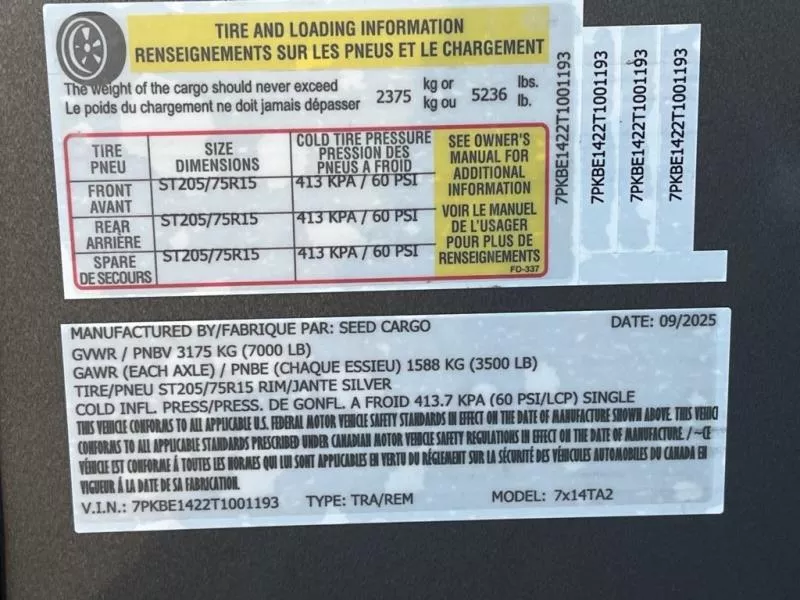 TIRE AND LOADING INFORMATION
RENSEIGNEMENTS SUR LES PNEUS ET LE CHARGEMENT
The weight of the cargo should never exceed 2375 kg or 5236 lbs.
Le poids du chargement ne doit jamais dépasser kg ou lb.
TIRE PNEU SIZE DIMENSIONS COLD TIRE PRESSURE PRESSION DES PNEUS A FROID
FRONT AVANT ST205/75R15 413 KPA / 60 PSI
REAR ARRIÈRE ST205/75R15 413 KPA / 60 PSI
SPARE DE SECOURS ST205/75R15 413 KPA / 60 PSI
SEE OWNER'S
MANUAL FOR
ADDITIONAL
INFORMATION
VOIR LE MANUEL
DE L'USAGER
POUR PLUS DE
RENSEIGNEMENTS
FD-337
7PKBE1422T1001193
7PKBE1422T1001193
7PKBE1422T1001193
7PKBE1422T1001193
MANUFACTURED BY/FABRIQUE PAR: SEED CARGO DATE: 09/2025
GVWR / PNBV 3175 KG (7000 LB)
GAWR (EACH AXLE) / PNBE (CHAQUE ESSIEU) 1588 KG (3500 LB)
TIRE/PNEU ST205/75R15 RIM/JANTE SILVER
COLD INFL. PRESS/PRESS. DE GONFL. A FROID 413.7 KPA (60 PSI/LCP) SINGLE
THIS VEHICLE CONFORMS TO ALL APPLICABLE U.S. FEDERAL MOTOR VEHICLE SAFETY STANDARDS IN EFFECT ON THE DATE OF MANUFACTURE SHOWN ABOVE. THIS VEHIC
CONFORMS TO ALL APPLICABLE STANDARDS PRESCRIBED UNDER CANADIAN MOTOR VEHICLE SAFETY REGULATIONS IN EFFECT ON THE DATE OF MANUFACTURE. / ~CE
VÉHICLE EST CONFORME À TOUTES LES NORMES QUI LUI SONT APPLICABLES EN VERTU DU RÉGLEMENT SUR LA SÉCURITÉ DES VÉHICULES AUTOMOBILES DU CANADA EN
VIGUEUR À LA DATE DE SA FABRICATION.
V.I.N.: 7PKBE1422T1001193 TYPE: TRA/REM MODEL: 7x14TA2